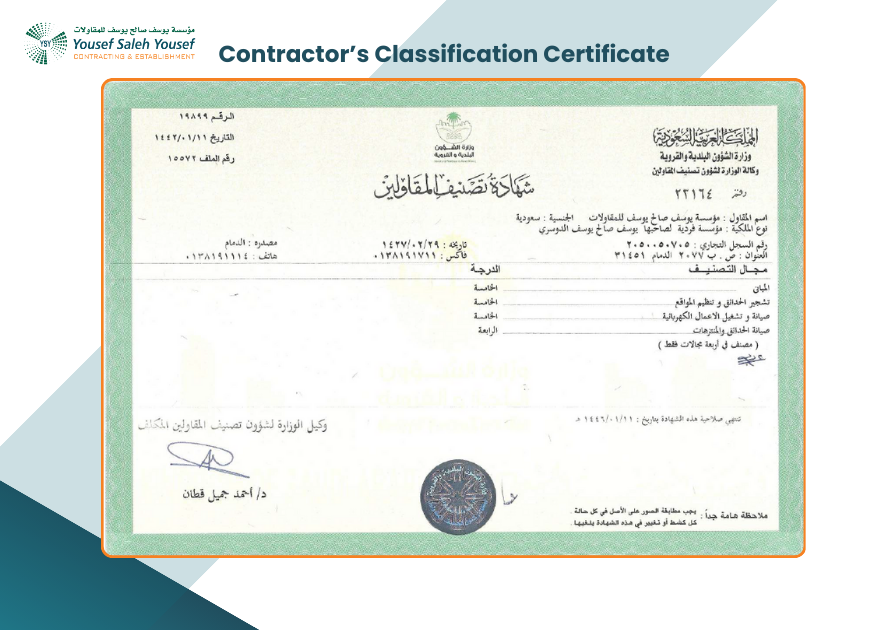 مؤسسة يوسف صالح يوسف للمقاولات
YSY
Yousef Saleh Yousef
CONTRACTING & ESTABLISHMENT
Contractor's Classification Certificate
المملكة العربية السعودية
وزارة الشؤون البلدية والقروية
وكالة الوزارة لشؤون تصنيف المقاولين
رقم ٢٢١٦٤
وزارة الشؤون
البلدية والقروية
الرقم ١٩٨٩٩
التاريخ ١٤٤٢/٠١/١١
رقم الملف ١٥٥٧٢
شهادة تصنيف المقاولين
اسم المقاول : مؤسسة يوسف صالح يوسف للمقاولات الجنسية : سعودية
نوع الملكية : مؤسسة فردية لصاحبها يوسف صالح يوسف الدوسري
رقم السجل التجاري : ٢٠٥٠٠٥٠٧٠٥ تاريخه : ١٤٢٧/٠٢/٢٩ مصدره : الدمام
العنوان : ص . ب ٢٠٧٧ الدمام ٣١٤٥١ فاكس : ٠١٣٨١٩١٧١١ هاتف : ٠١٣٨١٩١١١٤
مجال التصنيف الدرجة
المباني الخامسة
تشجير الحدائق و تنظيم المواقع الخامسة
صيانة و تشغيل الاعمال الكهربائية الخامسة
صيانة الحدائق والمنتزهات الرابعة
( مصنف في أربعة مجالات فقط )
تنتهي صلاحية هذه الشهادة بتاريخ : ١٤٤٦/٠١/١١ هـ
وكيل الوزارة لشؤون تصنيف المقاولين المكلف
د/ أحمد جميل قطان
ملاحظة هامة جداً : يجب مطابقة الصور على الأصل في كل حالة .
كل كشط أو تغيير في هذه الشهادة يلغيها .